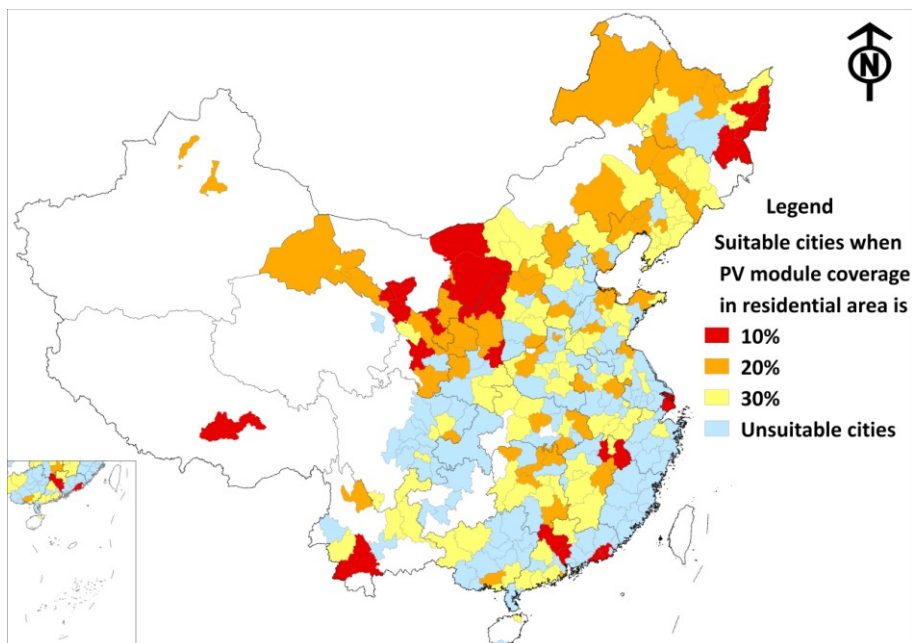 N
Legend
Suitable cities when
PV module coverage
in residential area is
10%
20%
30%
Unsuitable cities